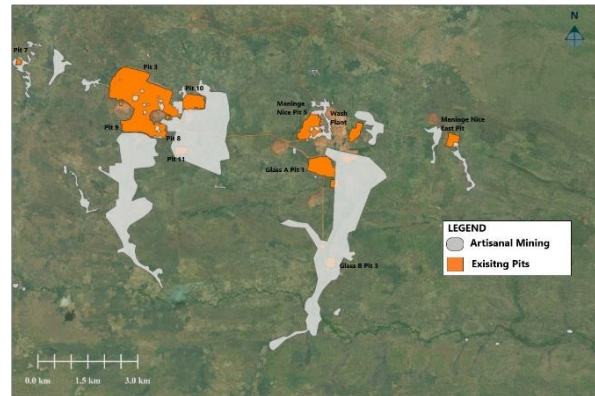 N
Pit 7
Pit 3
Pit 10
Maninge
Nice Pit 5
Wash
Plant
Maninge Nice
East Pit
Pit 9
Pit 8
Pit 11
Glass A Pit 1
Glass B Pit 3
LEGEND
Artisanal Mining
Exisitng Pits
0.0 km 1.5 km 3.0 km